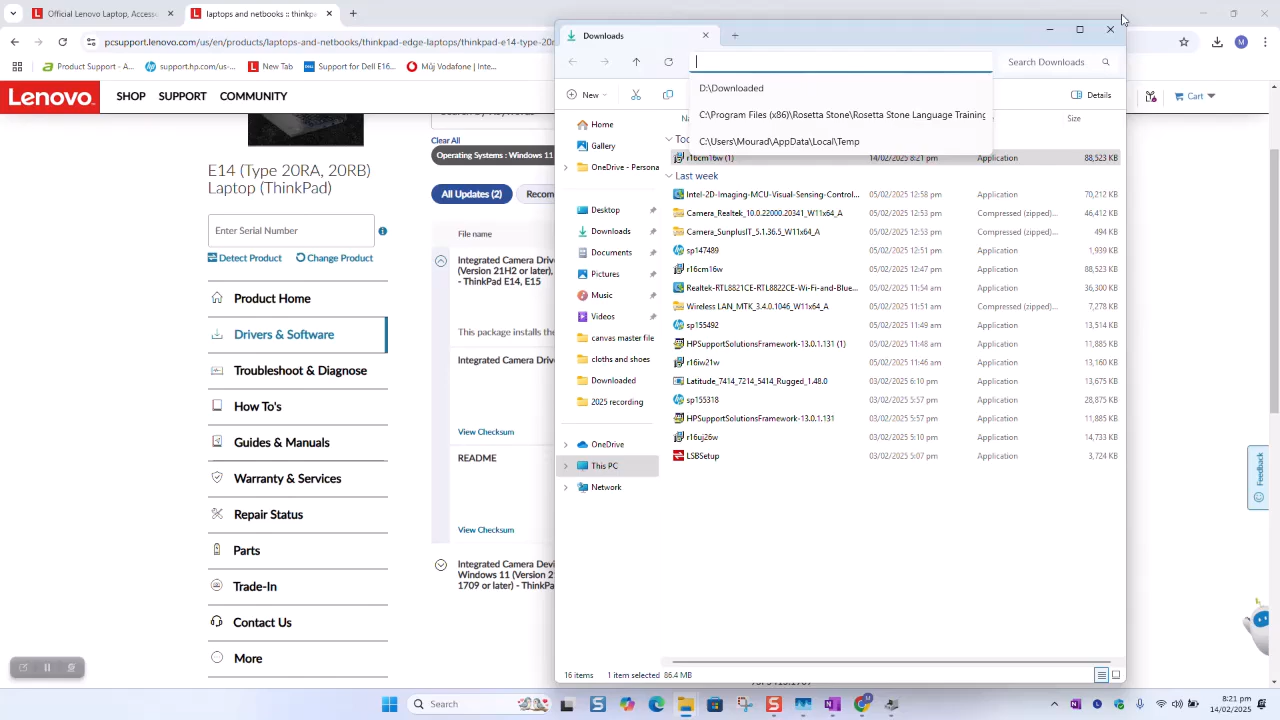 Official Lenovo Accessories
laptops - thinkpad-edge-laptop
pcsupport.lenovo.com/us/en/products/laptops-and-netbooks/thinkpad-edge-laptops/thinkpad-e14-type-20r
Product Support - A...
support.hp.com/us-...
New Tab
Support for Dell E16...
Můj Vodafone | Inte...
M
Lenovo
SHOP
SUPPORT
COMMUNITY
Cart
E14 (Type 20RA, 20RB)
Laptop (ThinkPad)
Enter Serial Number
Detect Product
Change Product
Product Home
Drivers & Software
Troubleshoot & Diagnose
How To's
Guides & Manuals
Warranty & Services
Repair Status
Parts
Trade-In
Contact Us
More
Clear All
Operating Systems : Windows 11
All Updates (2)
Recom
File name
Integrated Camera Drive
(Version 21H2 or later),
- ThinkPad E14, E15
This package installs the
Integrated Camera Drive
View Checksum
README
View Checksum
Integrated Camera Devi
Windows 11 (Version 2
1709 or later) - ThinkPa
Feedback
Downloads
Search Downloads
New
Details
D:\Downloaded
C:\Program Files (x86)\Rosetta Stone\Rosetta Stone Language Training
C:\Users\Mourad\AppData\Local\Temp
Size
Home
Gallery
OneDrive - Persona
Desktop
Downloads
Documents
Pictures
Music
Videos
canvas master file
cloths and shoes
Downloaded
2025 recording
OneDrive
This PC
Network
r16cm16w (1) 14/02/2025 8:21 pm Application 88,523 KB
Last week
Intel-2D-Imaging-MCU-Visual-Sensing-Control... 05/02/2025 12:58 pm Application 70,212 KB
Camera_Realtek_10.0.22000.20341_W11x64_A 05/02/2025 12:53 pm Compressed (zipped)... 46,412 KB
Camera_SunplusIT_5.1.36.5_W11x64_A 05/02/2025 12:53 pm Compressed (zipped)... 494 KB
sp147489 05/02/2025 12:51 pm Application 1,939 KB
r16cm16w 05/02/2025 12:47 pm Application 88,523 KB
Realtek-RTL8821CE-RTL8822CE-Wi-Fi-and-Blue... 05/02/2025 11:54 am Application 36,300 KB
Wireless LAN_MTK_3.4.0.1046_W11x64_A 05/02/2025 11:51 am Compressed (zipped)... 7,278 KB
sp155492 05/02/2025 11:49 am Application 13,514 KB
HPSupportSolutionsFramework-13.0.1.131 (1) 05/02/2025 11:48 am Application 11,885 KB
r16iw21w 05/02/2025 11:46 am Application 13,160 KB
Latitude_7414_7214_5414_Rugged_1.48.0 03/02/2025 6:10 pm Application 13,675 KB
sp155318 03/02/2025 5:57 pm Application 28,875 KB
HPSupportSolutionsFramework-13.0.1.131 03/02/2025 5:57 pm Application 11,885 KB
r16uj26w 03/02/2025 5:10 pm Application 14,733 KB
LSBSetup 03/02/2025 5:07 pm Application 3,724 KB
16 items
1 item selected 86.4 MB
Search
8:21 pm
14/02/2025